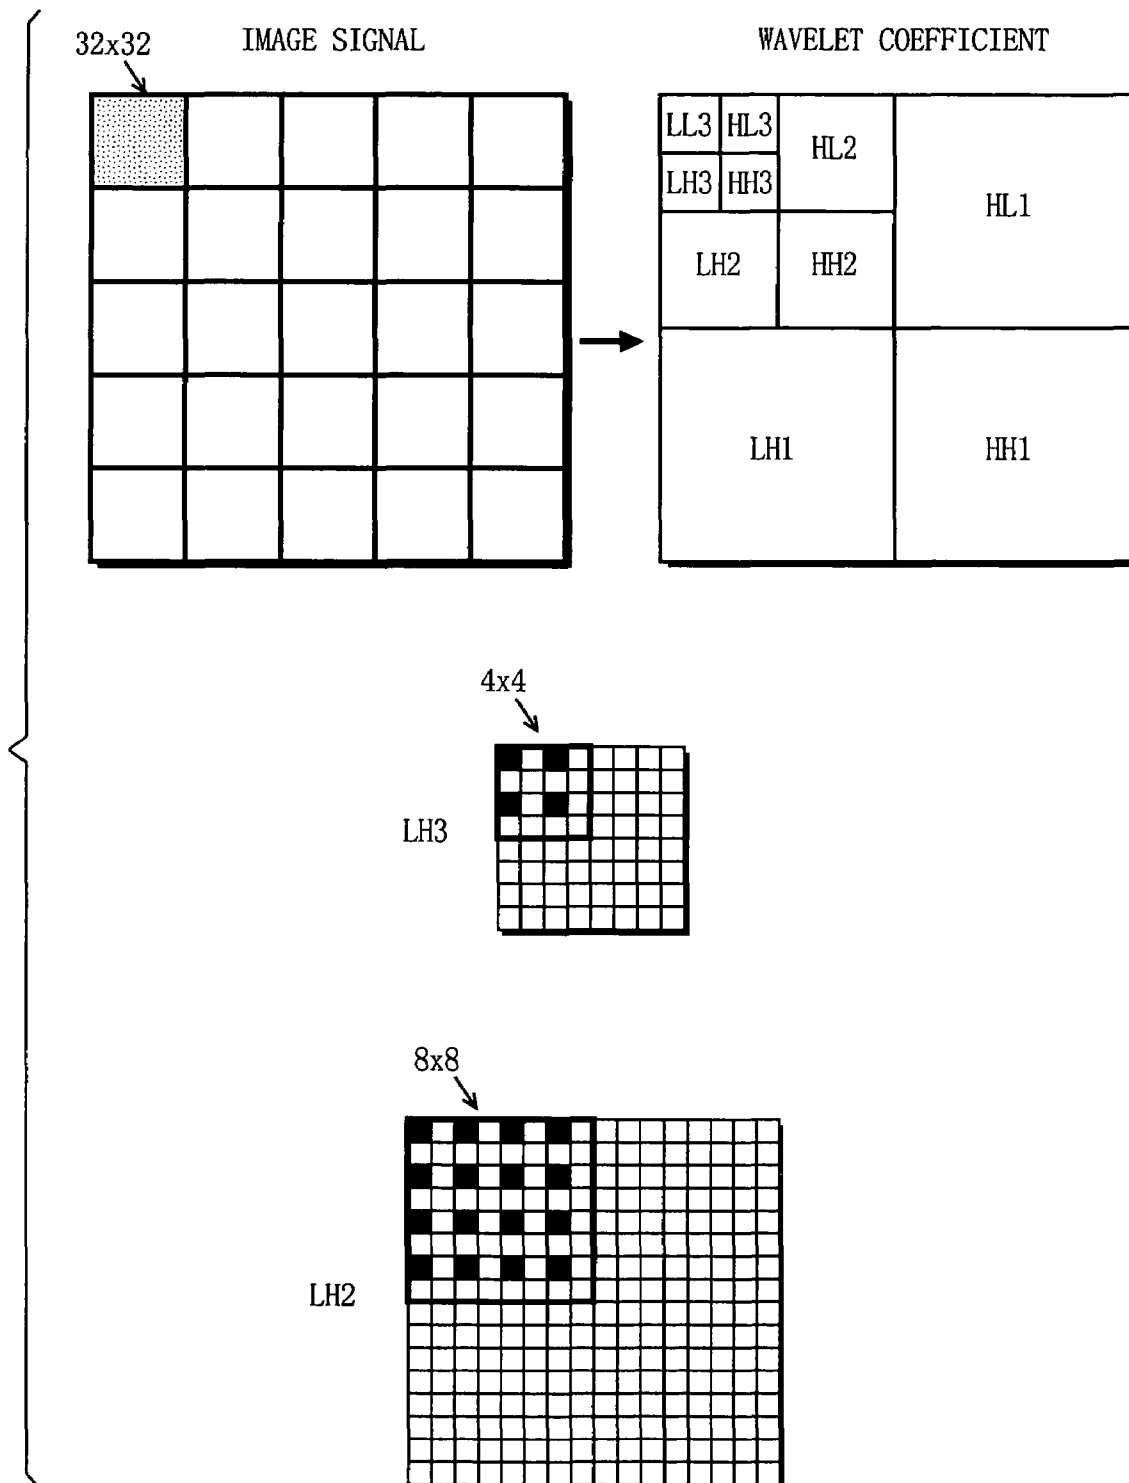 32x32
IMAGE SIGNAL
WAVELET COEFFICIENT
LL3
HL3
HL2
HL1
LH3
HH3
LH2
HH2
LH1
HH1
4x4
LH3
8x8
LH2